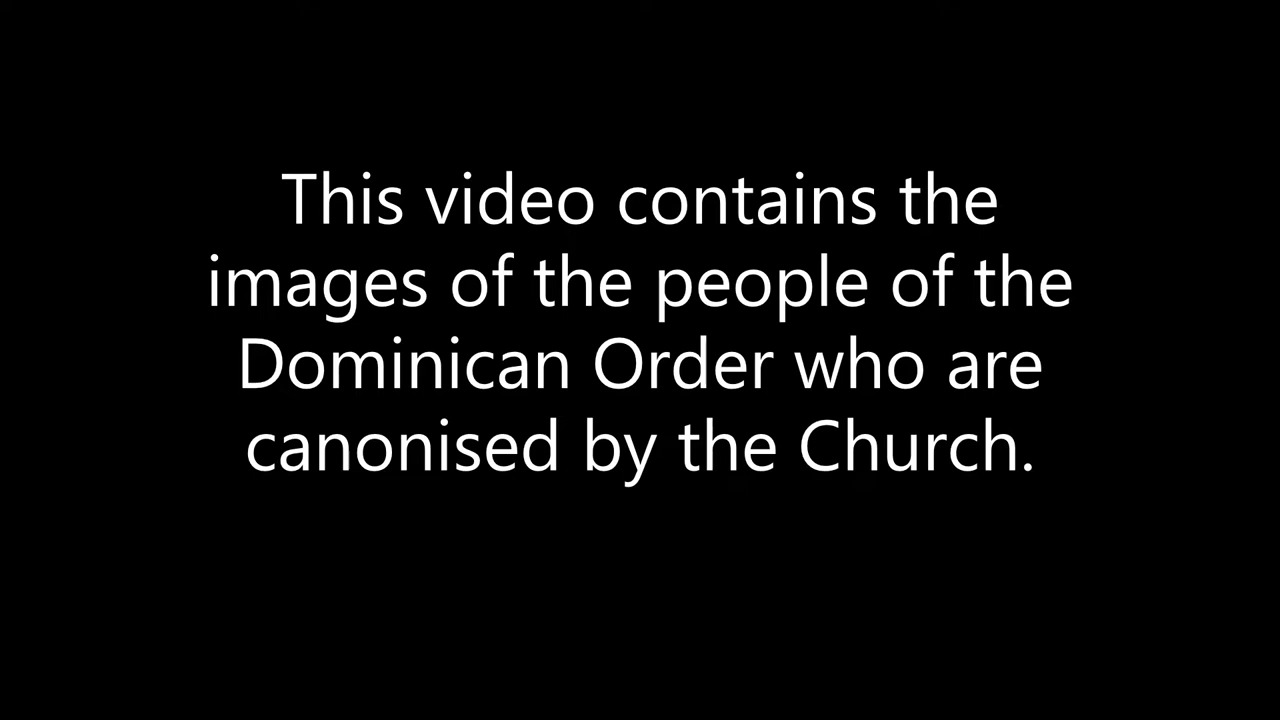 This video contains the
images of the people of the
Dominican Order who are
canonised by the Church.